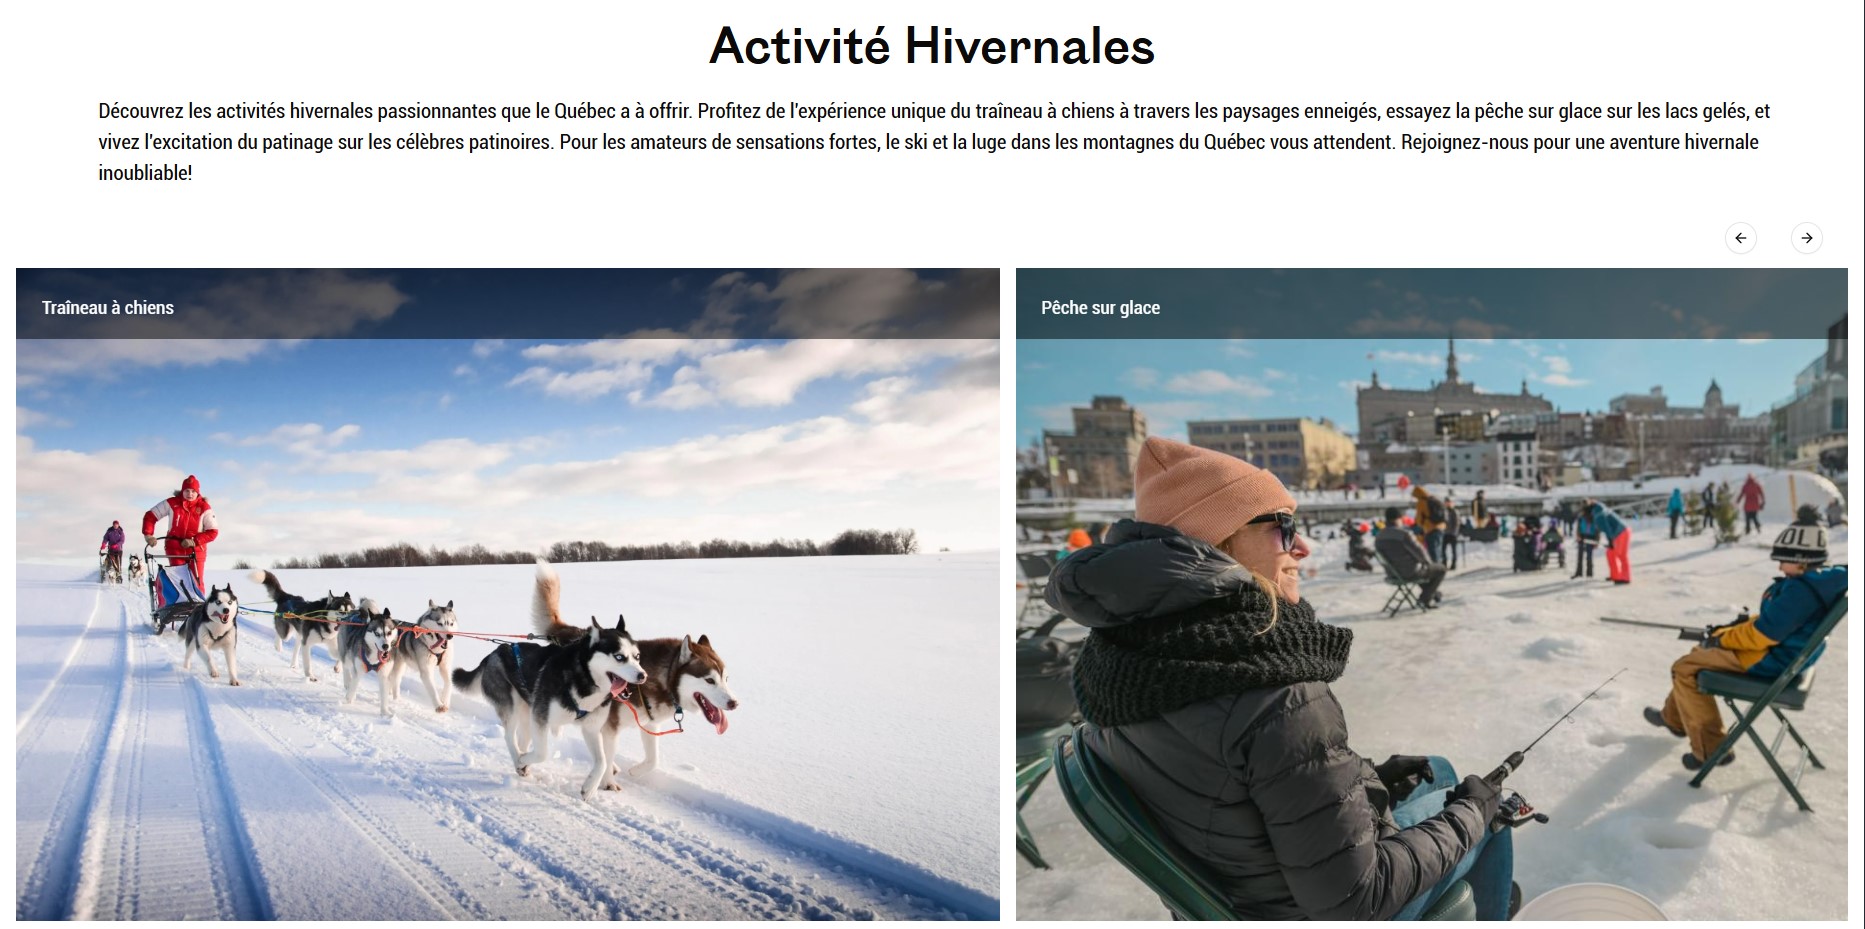 Activité Hivernales
Découvrez les activités hivernales passionnantes que le Québec a à offrir. Profitez de l'expérience unique du traîneau à chiens à travers les paysages enneigés, essayez la pêche sur glace sur les lacs gelés, et
vivez l'excitation du patinage sur les célèbres patinoires. Pour les amateurs de sensations fortes, le ski et la luge dans les montagnes du Québec vous attendent. Rejoignez-nous pour une aventure hivernale
inoubliable!
Traîneau à chiens
Pêche sur glace